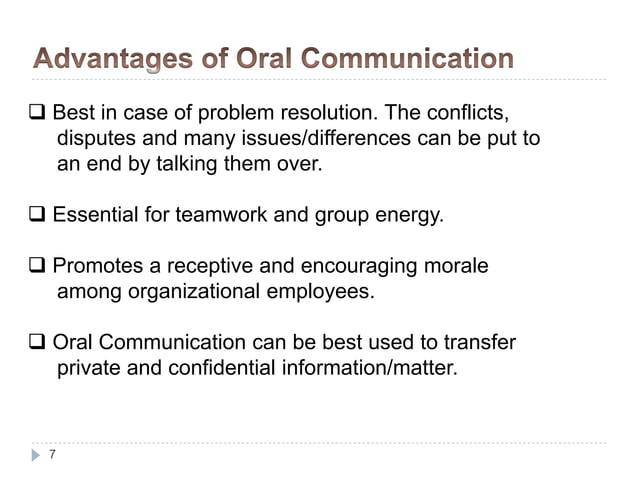 Advantages of Oral Communication
❑ Best in case of problem resolution. The conflicts,
disputes and many issues/differences can be put to
an end by talking them over.
❑ Essential for teamwork and group energy.
❑ Promotes a receptive and encouraging morale
among organizational employees.
❑ Oral Communication can be best used to transfer
private and confidential information/matter.
7